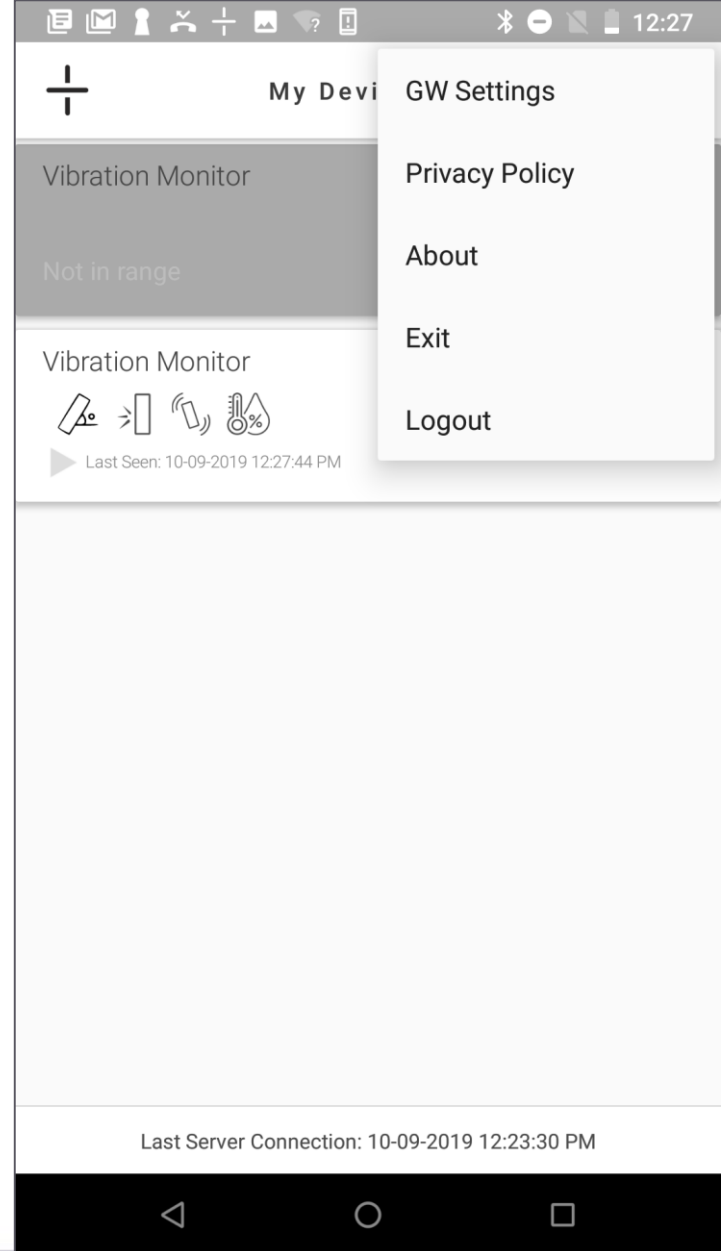 12:27
My Devi
GW Settings
Privacy Policy
About
Exit
Logout
Vibration Monitor
Not in range
Vibration Monitor
Last Seen: 10-09-2019 12:27:44 PM
Last Server Connection: 10-09-2019 12:23:30 PM